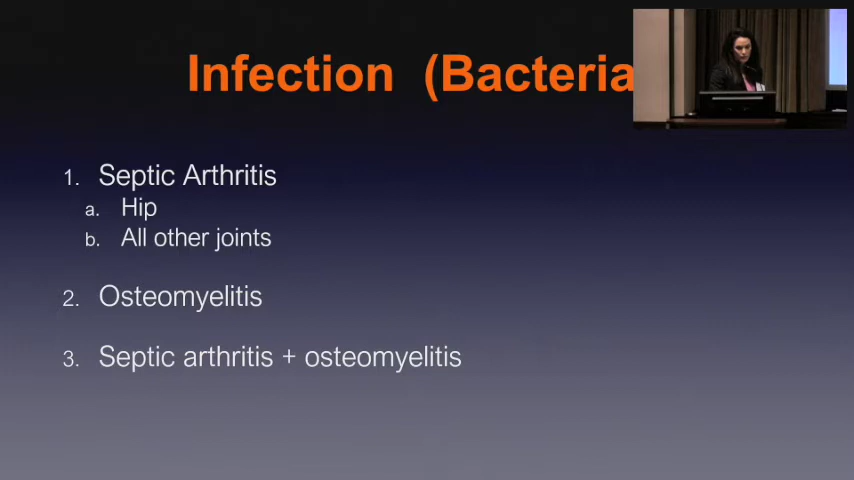 Infection (Bacteria
1. Septic Arthritis
a. Hip
b. All other joints
2. Osteomyelitis
3. Septic arthritis + osteomyelitis